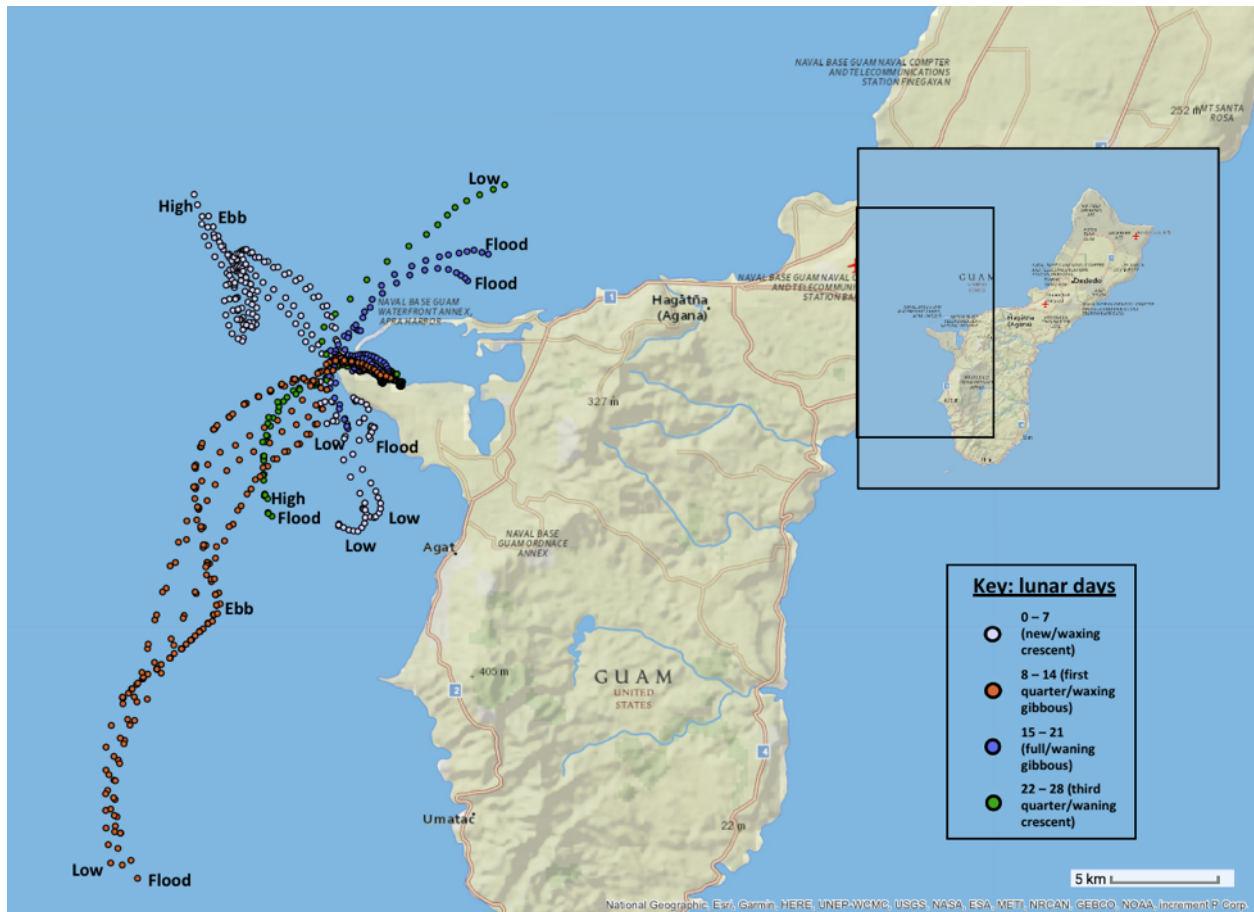 NAVAL BASE GUAM NAVAL COMPTER
AND TELECOMMUNICATIONS
STATION FINEGAYAN
252 m
MT SANTA
ROSA
High
Ebb
Low
Flood
Flood
NAVAL BASE GUAM
WATERFRONT ANNEX,
APRA HARBOR
1
Hagåtña
(Agana)
NAVAL BASE GUAM NAVAL
AND TELECOMMU
STATION BA
GUAM
Dededo
Hagåtña
(Agana)
327 m
Low
Flood
High
Flood
Low
Low
Agat
NAVAL BASE
GUAM ORDNACE
ANNEX
Ebb
405 m
GUAM
UNITED
STATES
2
4
Umatac
22 m
Low
Flood
Key: lunar days
0 – 7
(new/waxing
crescent)
8 – 14 (first
quarter/waxing
gibbous)
15 – 21
(full/waning
gibbous)
22 – 28 (third
quarter/waning
crescent)
5 km
National Geographic, Esri, Garmin, HERE, UNEP-WCMC, USGS, NASA, ESA, METI, NRCAN, GEBCO, NOAA, Increment P Corp.